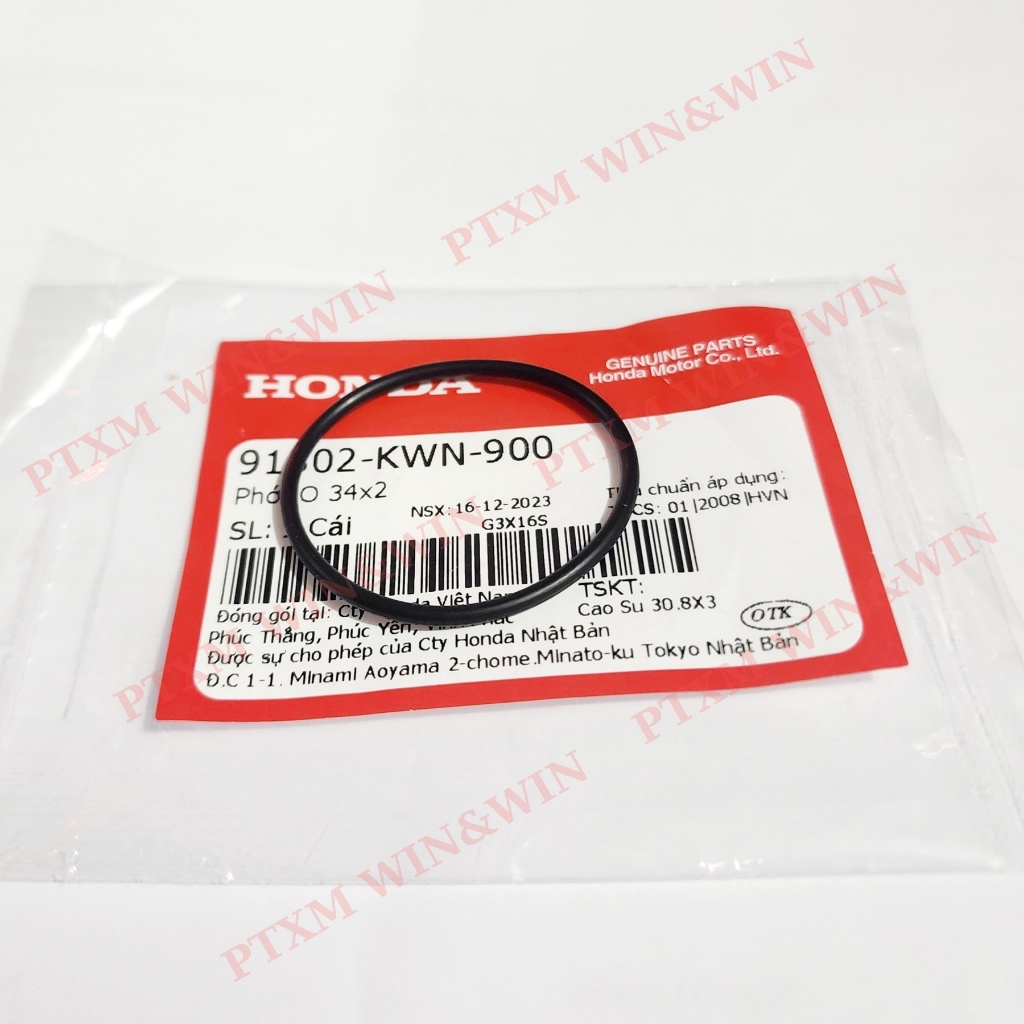 PTXM WIN&WIN
PTXM WIN&WIN
PTXM WIN&WIN
HONDA
GENUINE PARTS
Honda Motor Co., Ltd.
-KWN-900
O 34x2
NSX: 16-12-2023
G3X16S
SL: Cái
chuẩn áp dụng:
CS: 01|2008|HVN
TSKT:
Cao Su 30.8X3
OTK
Đóng gói tại: Cty Việt Nam
Phúc Thắng, Phúc Yên,
Được sự cho phép của Cty Honda Nhật Bản
Đ.C 1-1. Minami Aoyama 2-chome.Minato-ku Tokyo Nhật Bản
PTXM WIN&WIN
PTXM WIN&WIN
PTXM WIN&WIN